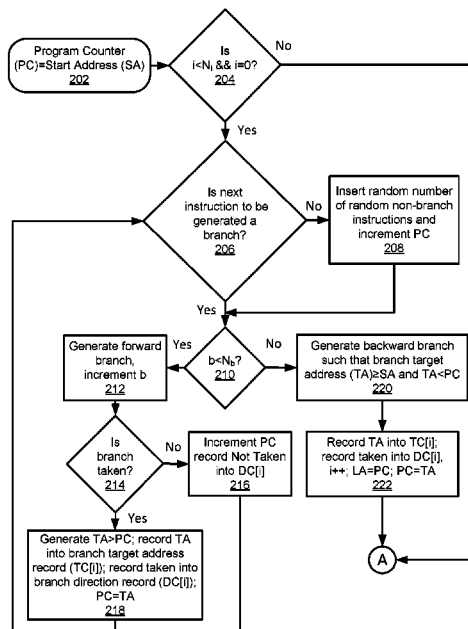 Program Counter
(PC)=Start Address (SA)
202
Is
i<Nᵢ && i=0?
204
No
Yes
Is next
instruction to be
generated a
branch?
206
No
Insert random number
of random non-branch
instructions and
increment PC
208
Yes
Generate forward
branch,
increment b
212
Yes
b<N_b?
210
No
Generate backward branch
such that branch target
address (TA)≥SA and TA<PC
220
Is
branch
taken?
214
No
Increment PC
record Not Taken
into DC[i]
216
Record TA into TC[i];
record taken into DC[i],
i++; LA=PC; PC=TA
222
Yes
Generate TA>PC; record TA
into branch target address
record (TC[i]); record taken into
branch direction record (DC[i]);
PC=TA
218
A